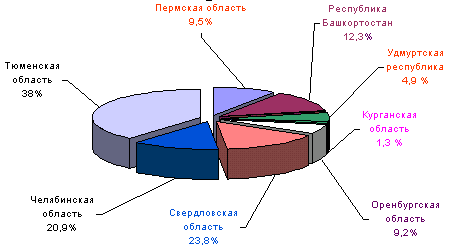 Пермская область
9,5%
Республика
Башкортостан
12,3%
Удмуртская
республика
4,9 %
Курганская
область
1,3 %
Оренбургская
область
9,2%
Свердловская
область
23,8%
Челябинская
область
20,9%
Тюменская
область
38%